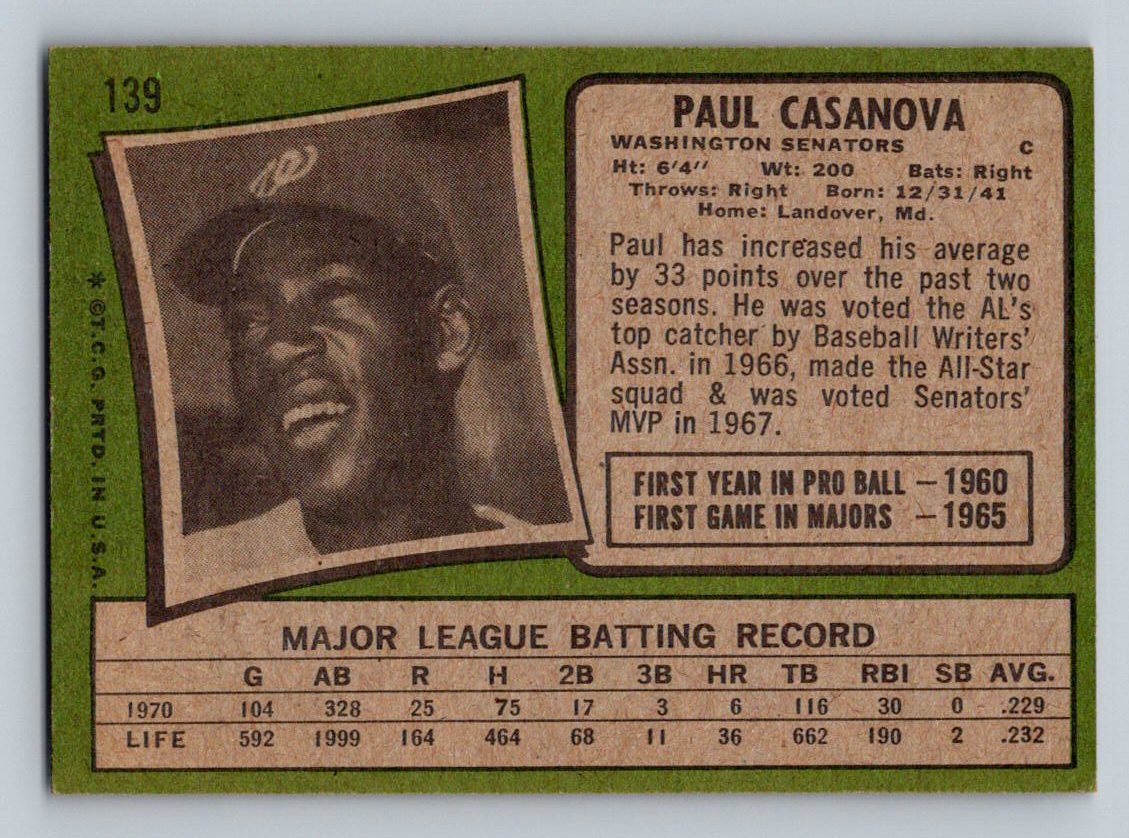 139
PAUL CASANOVA
WASHINGTON SENATORS C
Ht: 6'4" Wt: 200 Bats: Right
Throws: Right Born: 12/31/41
Home: Landover, Md.
Paul has increased his average
by 33 points over the past two
seasons. He was voted the AL's
top catcher by Baseball Writers'
Assn. in 1966, made the All-Star
squad & was voted Senators'
MVP in 1967.
FIRST YEAR IN PRO BALL — 1960
FIRST GAME IN MAJORS — 1965
* ©T.C.G. PRTD. IN U.S.A.
MAJOR LEAGUE BATTING RECORD
G AB R H 2B 3B HR TB RBI SB AVG.
1970 104 328 25 75 17 3 6 116 30 0 .229
LIFE 592 1999 164 464 68 11 36 662 190 2 .232